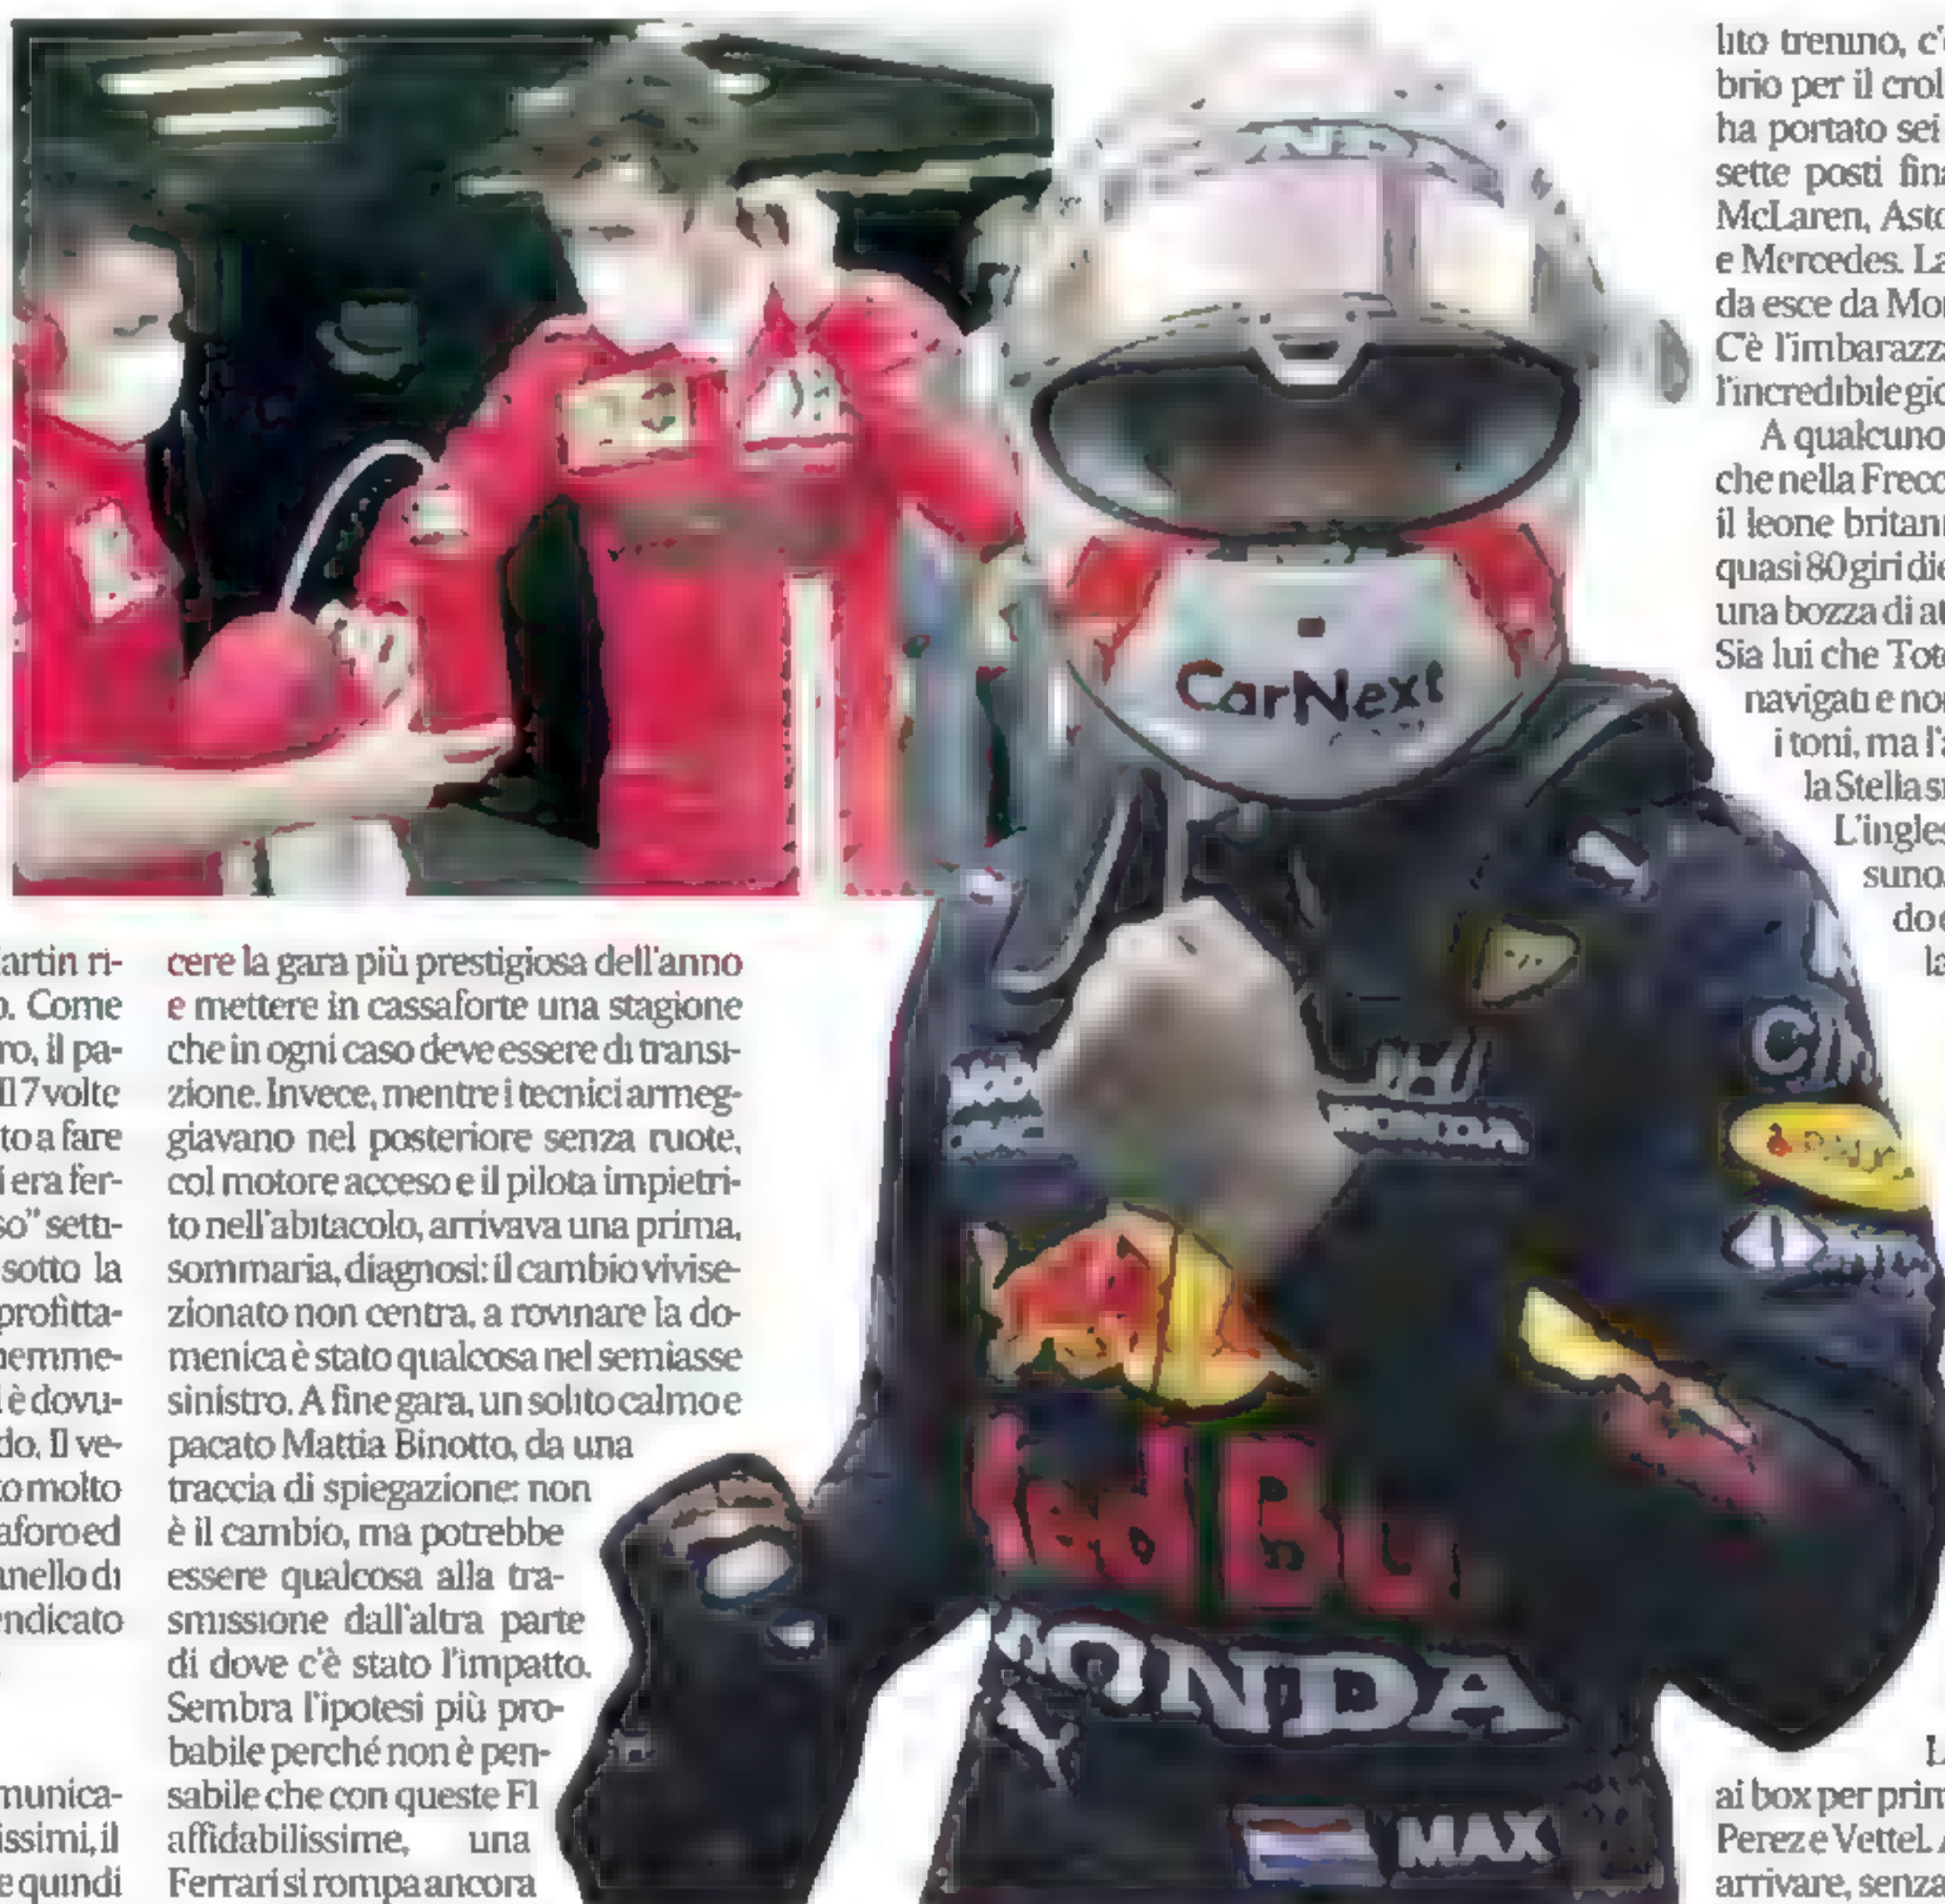 artin ri-
o. Come
ro, il pa-
Il 7 volte
to a fare
i era fer-
so" setti-
sotto la
profitta-
nemme-
i è dovu-
do. Il ve-
to molto
aforo ed
anello di
endicato
munica-
issimi, il
e quindi
cere la gara più prestigiosa dell'anno
e mettere in cassaforte una stagione
che in ogni caso deve essere di transi-
zione. Invece, mentre i tecnici armeg-
giavano nel posteriore senza ruote,
col motore acceso e il pilota impietri-
to nell'abitacolo, arrivava una prima,
sommaria, diagnosi: il cambio vivise-
zionato non centra, a rovinare la do-
menica è stato qualcosa nel semiasse
sinistro. A fine gara, un solito calmo e
pacato Mattia Binotto, da una
traccia di spiegazione: non
è il cambio, ma potrebbe
essere qualcosa alla tra-
smissione dall'altra parte
di dove c'è stato l'impatto.
Sembra l'ipotesi più pro-
babile perché non è pen-
sabile che con queste F1
affidabilissime, una
Ferrari si rompa ancora
CarNext
Red Bu
HONDA
MAX
lito trenino, c'
brio per il crol
ha portato sei
sette posti fina
McLaren, Asto
e Mercedes. La
da esce da Mo
C'è l'imbarazza
l'incredibile gio
A qualcuno
che nella Frecc
il leone britan
quasi 80 giri die
una bozza di at
Sia lui che Tot
navigati e non
i toni, ma l'a
la Stella s
L'ingles
suno.
do e
la
L
ai box per prim
Perez e Vettel. A
arrivare, senza